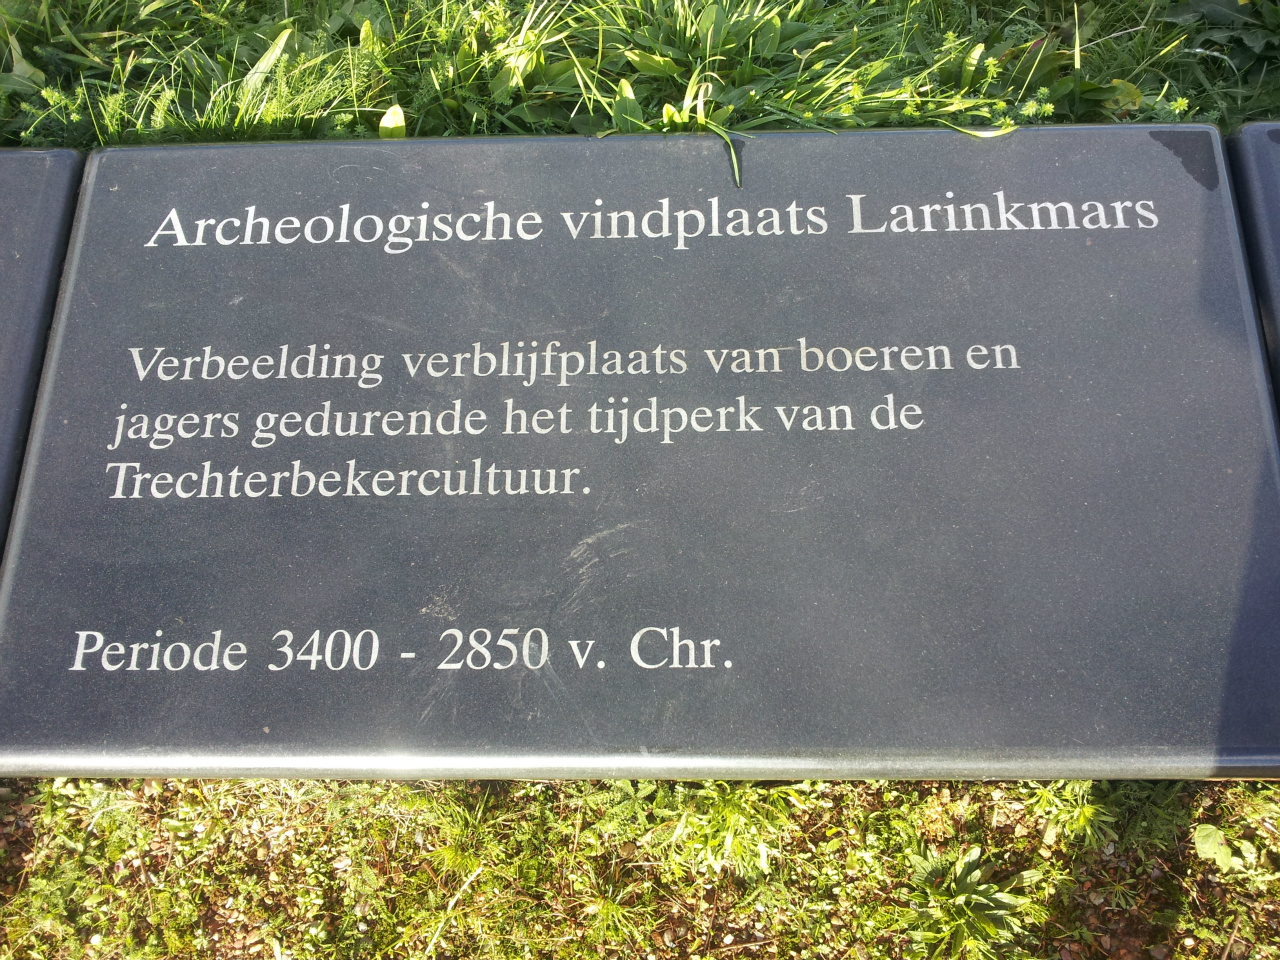 Archeologische vindplaats Larinkmars
Verbeelding verblijfplaats van boeren en
jagers gedurende het tijdperk van de
Trechterbekercultuur.
Periode 3400 - 2850 v. Chr.